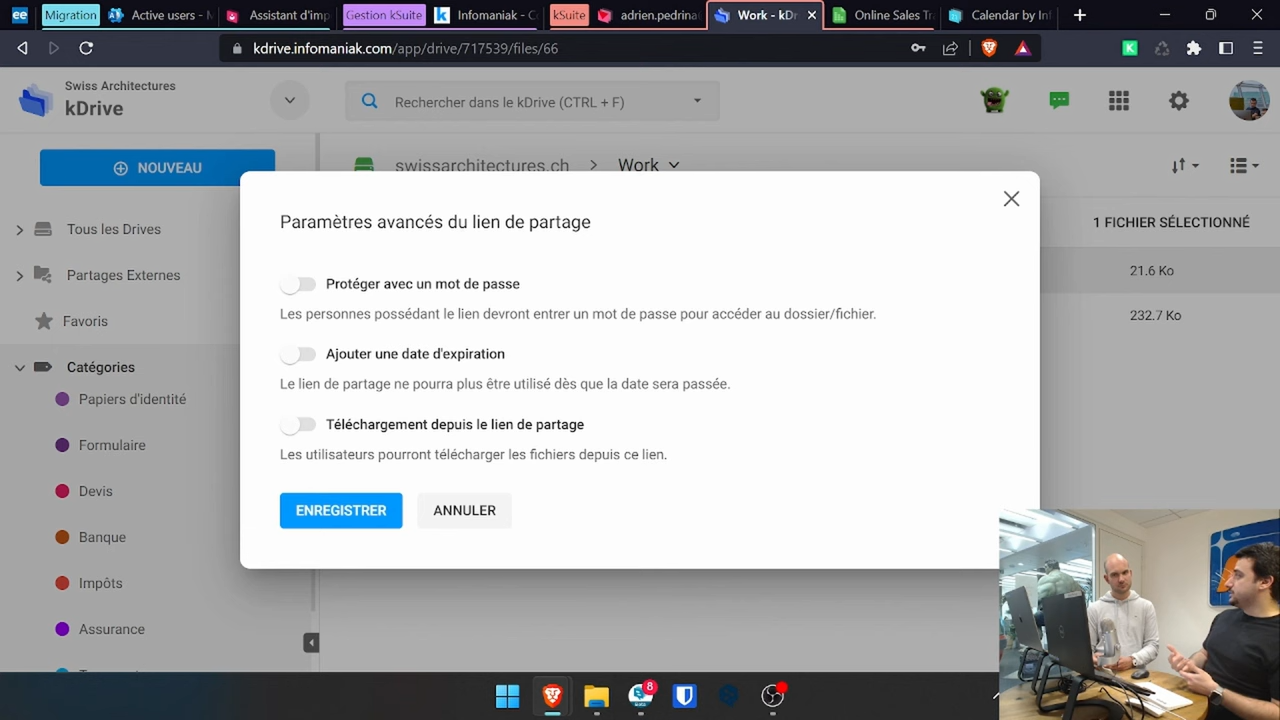 ee
Migration
Active users - M
Assistant d'imp
Gestion kSuite
k
Infomaniak - Co
kSuite
adrien.pedrina
Work - kDr
Online Sales Tr
Calendar by Inf
kdrive.infomaniak.com/app/drive/717539/files/66
K
Swiss Architectures
kDrive
Rechercher dans le kDrive (CTRL + F)
NOUVEAU
swissarchitectures.ch > Work
1 FICHIER SÉLECTIONNÉ
21.6 Ko
232.7 Ko
Tous les Drives
Partages Externes
Favoris
Catégories
Papiers d'identité
Formulaire
Devis
Banque
Impôts
Assurance
Paramètres avancés du lien de partage
Protéger avec un mot de passe
Les personnes possédant le lien devront entrer un mot de passe pour accéder au dossier/fichier.
Ajouter une date d'expiration
Le lien de partage ne pourra plus être utilisé dès que la date sera passée.
Téléchargement depuis le lien de partage
Les utilisateurs pourront télécharger les fichiers depuis ce lien.
ENREGISTRER
ANNULER
8